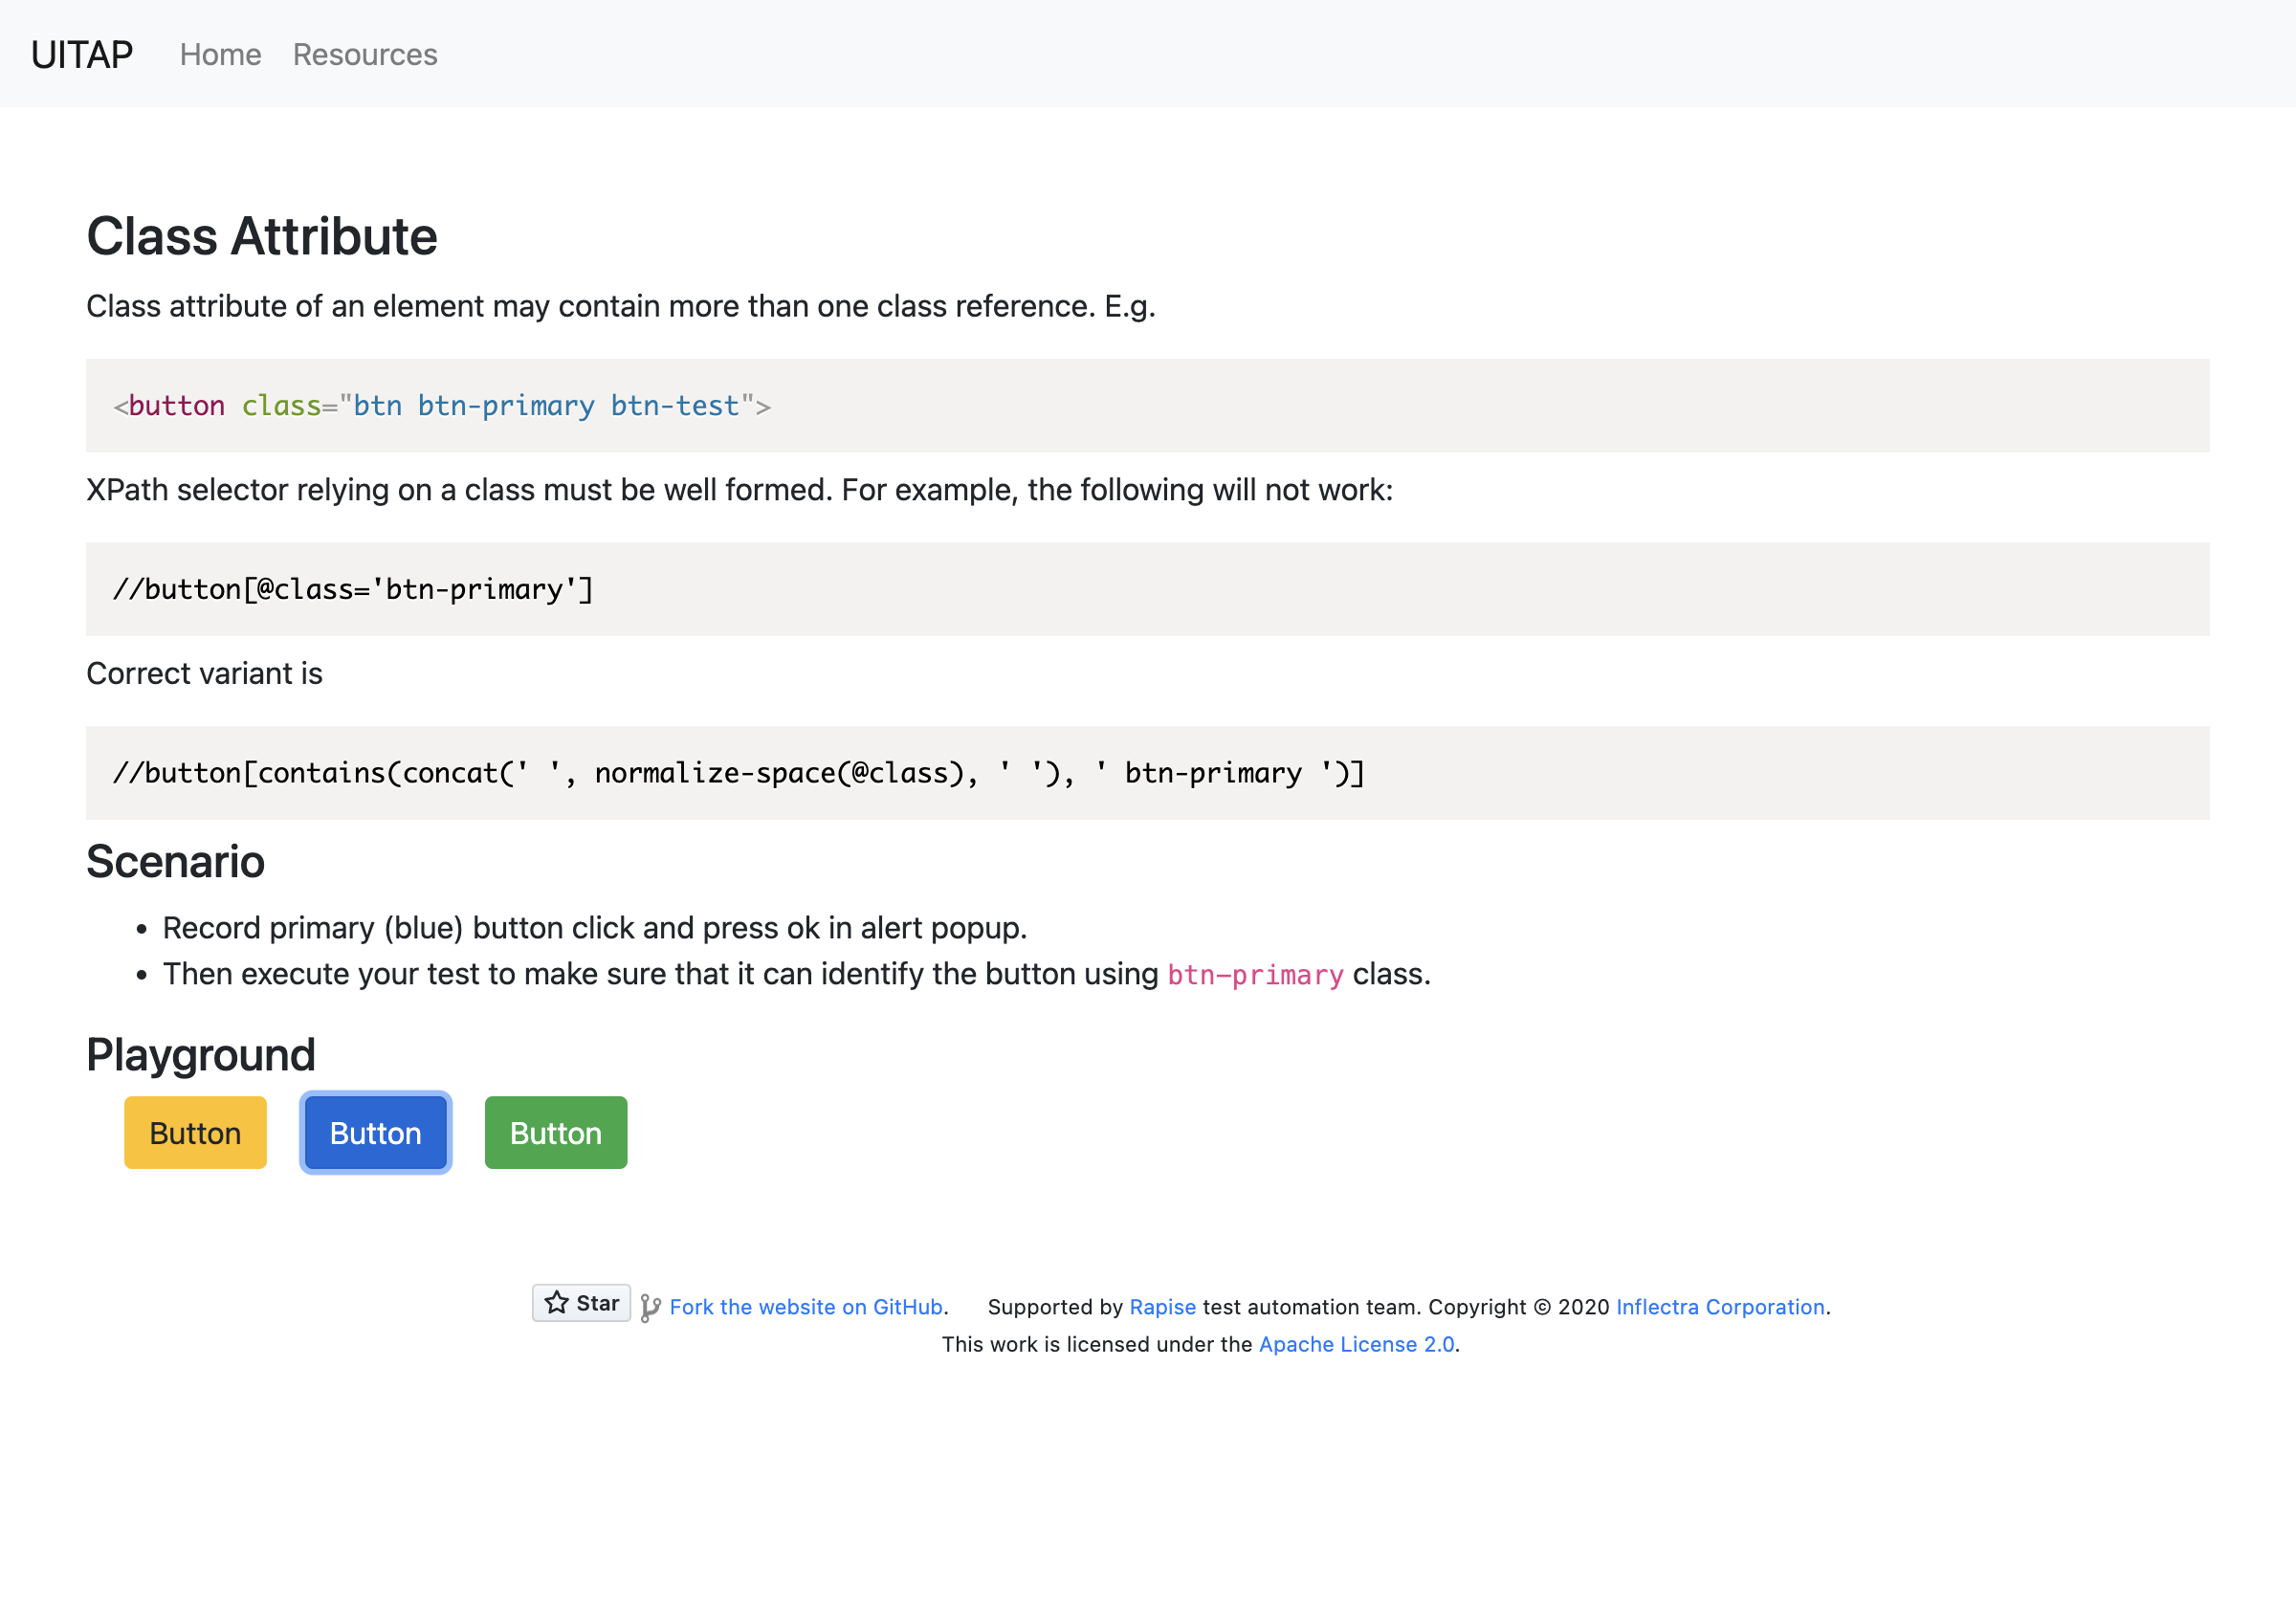 UITAP Home Resources
Class Attribute
Class attribute of an element may contain more than one class reference. E.g.
<button class="btn btn-primary btn-test">
XPath selector relying on a class must be well formed. For example, the following will not work:
//button[@class='btn-primary']
Correct variant is
//button[contains(concat(' ', normalize-space(@class), ' '), ' btn-primary ')]
Scenario
• Record primary (blue) button click and press ok in alert popup.
• Then execute your test to make sure that it can identify the button using btn-primary class.
Playground
Button Button Button
Star Fork the website on GitHub. Supported by Rapise test automation team. Copyright © 2020 Inflectra Corporation.
This work is licensed under the Apache License 2.0.